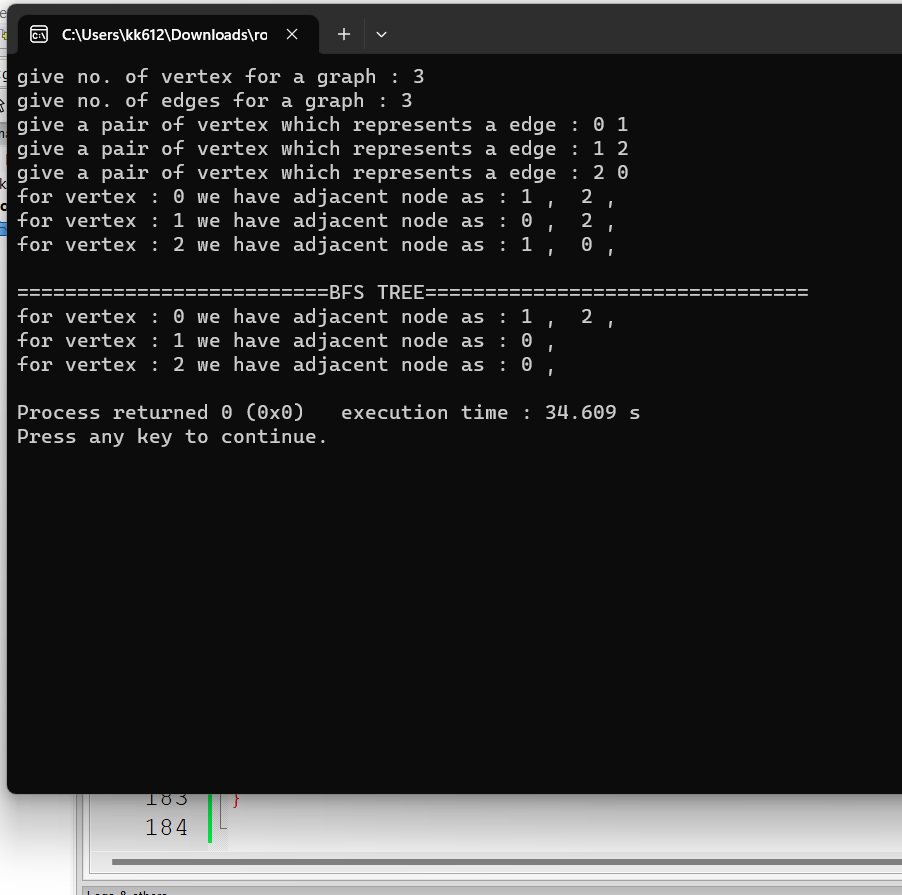 C:\Users\kk612\Downloads\ro
give no. of vertex for a graph : 3
give no. of edges for a graph : 3
give a pair of vertex which represents a edge : 0 1
give a pair of vertex which represents a edge : 1 2
give a pair of vertex which represents a edge : 2 0
for vertex : 0 we have adjacent node as : 1 ,  2 ,
for vertex : 1 we have adjacent node as : 0 ,  2 ,
for vertex : 2 we have adjacent node as : 1 ,  0 ,
==========================BFS TREE================================
for vertex : 0 we have adjacent node as : 1 ,  2 ,
for vertex : 1 we have adjacent node as : 0 ,
for vertex : 2 we have adjacent node as : 0 ,
Process returned 0 (0x0)   execution time : 34.609 s
Press any key to continue.
183 }
184
Logs & others